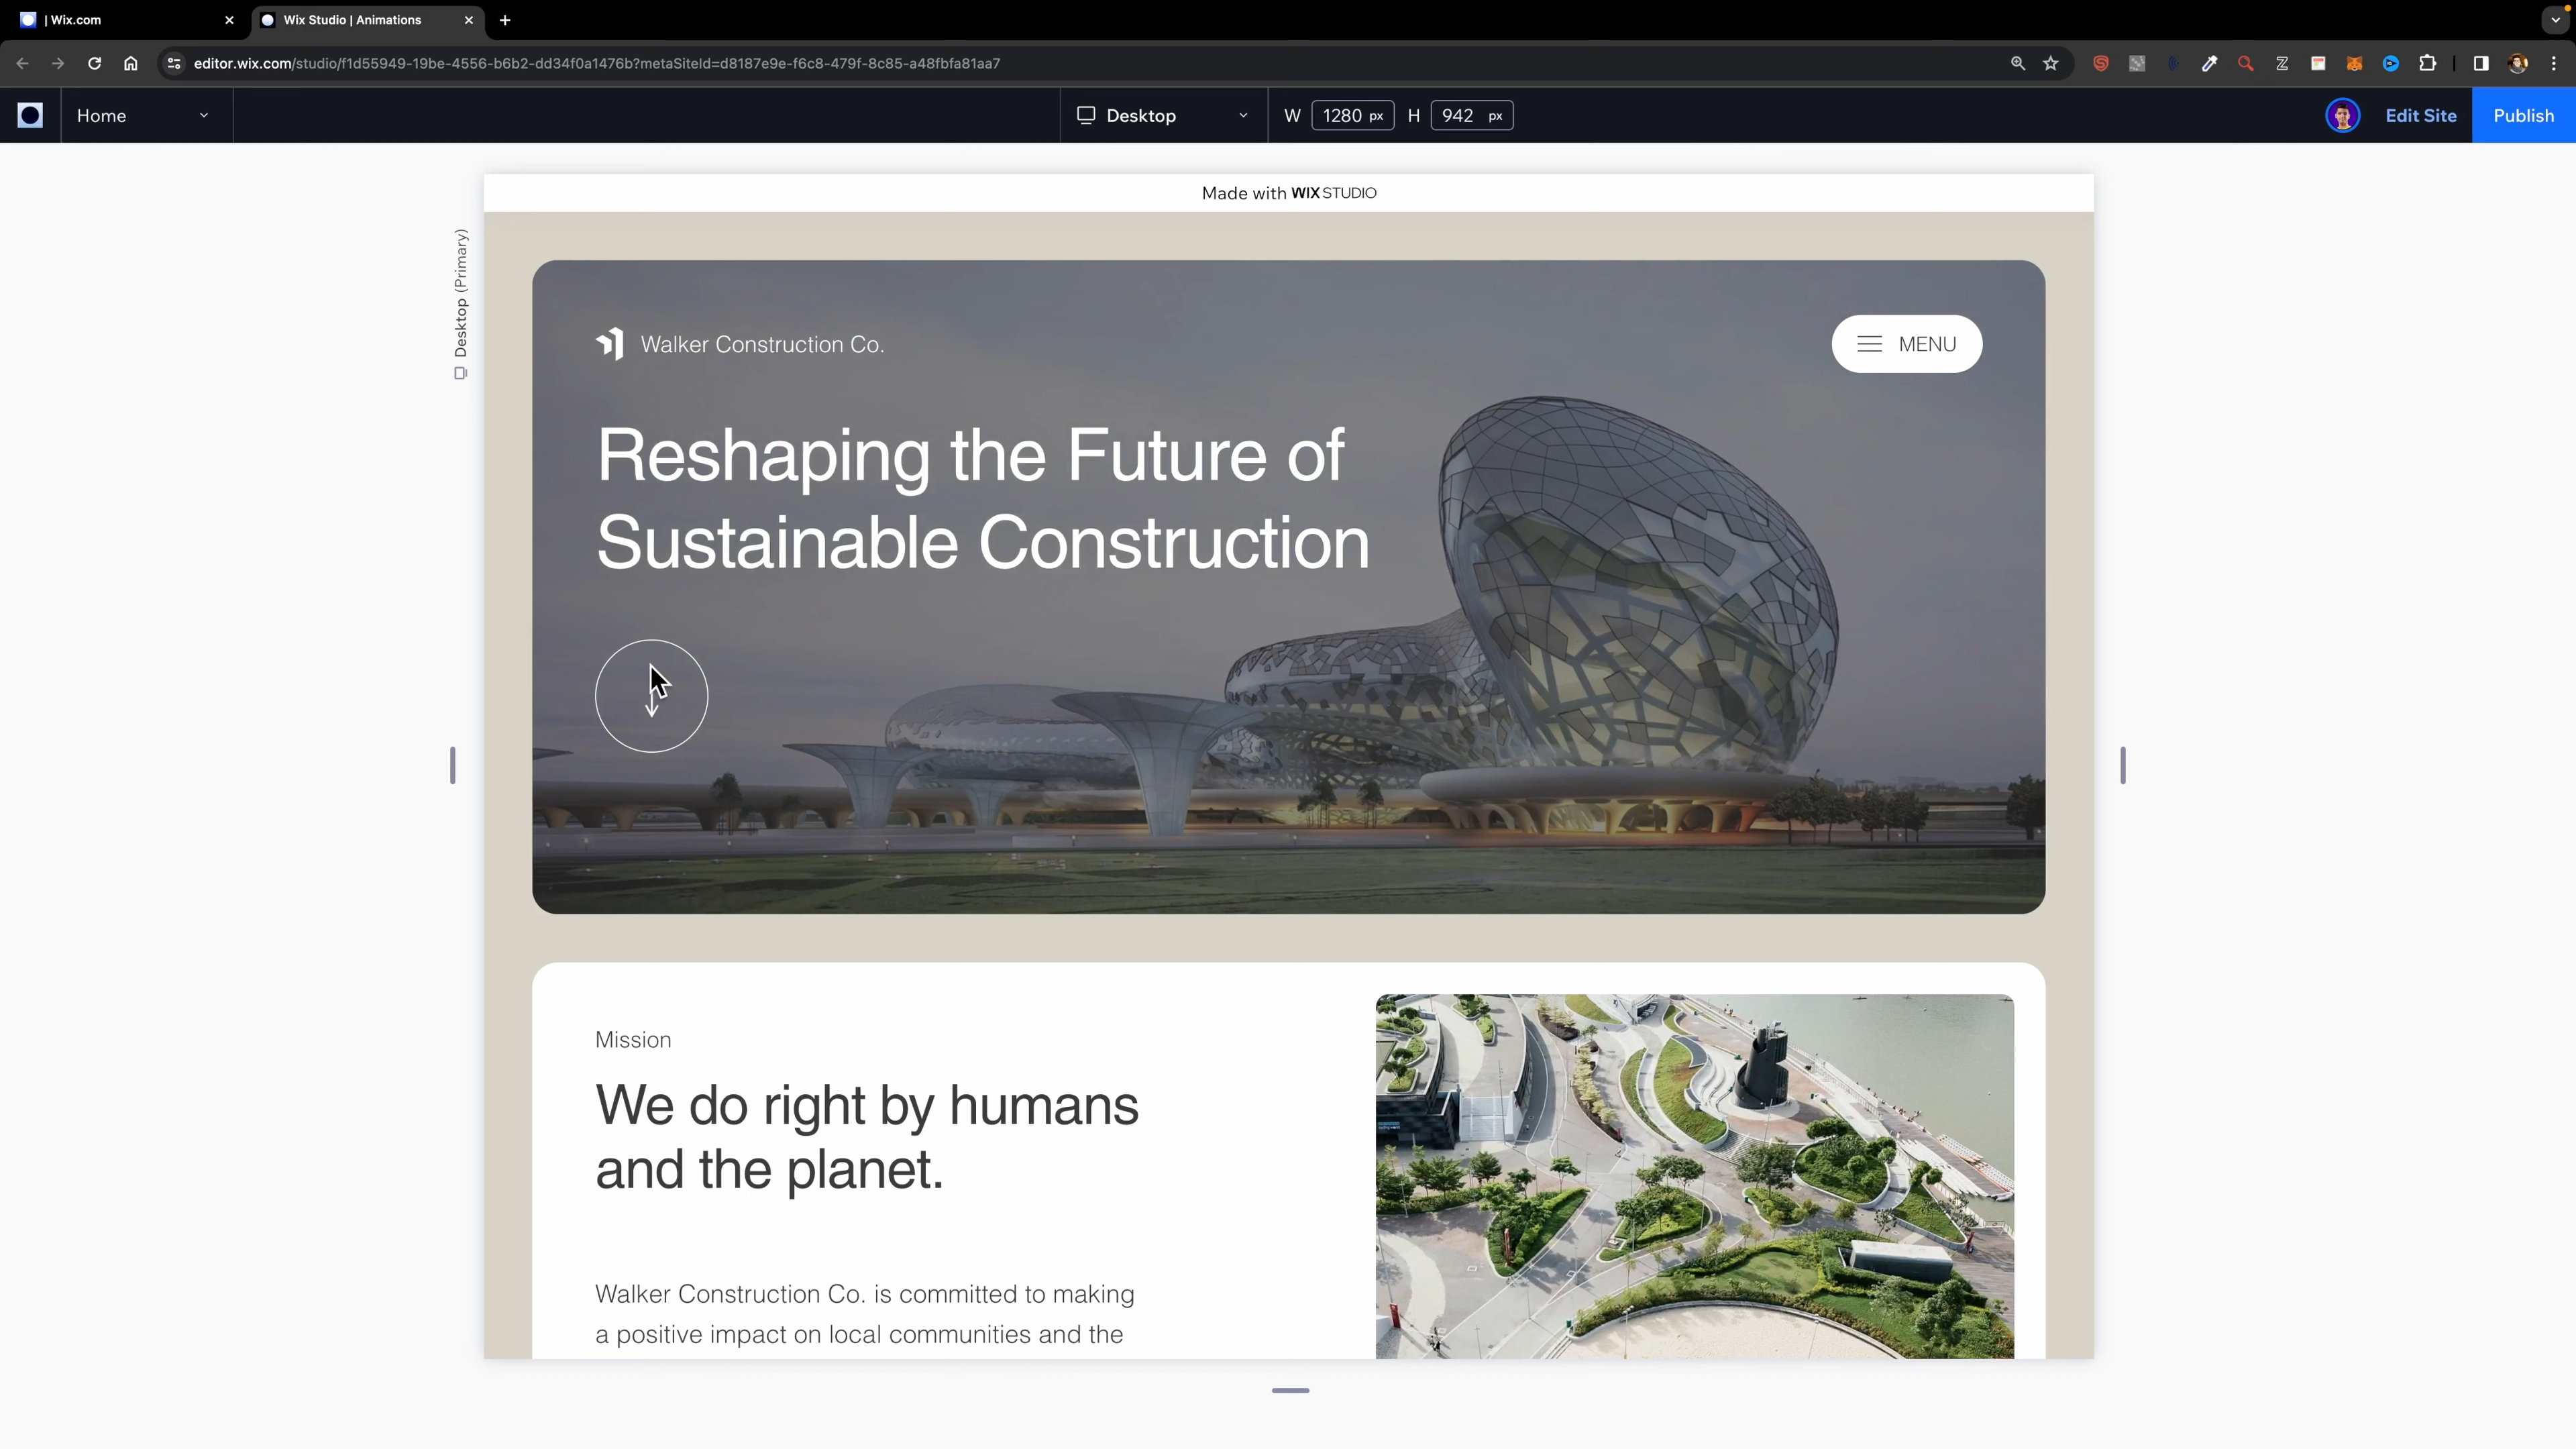 | Wix.com
Wix Studio | Animations
editor.wix.com/studio/f1d55949-19be-4556-b6b2-dd34f0a1476b?metaSiteId=d8187e9e-f6c8-479f-8c85-a48fbfa81aa7
Home
Desktop
W 1280 px H 942 px
Edit Site
Publish
Made with WIX STUDIO
Desktop (Primary)
Walker Construction Co.
MENU
Reshaping the Future of
Sustainable Construction
Mission
We do right by humans
and the planet.
Walker Construction Co. is committed to making
a positive impact on local communities and the